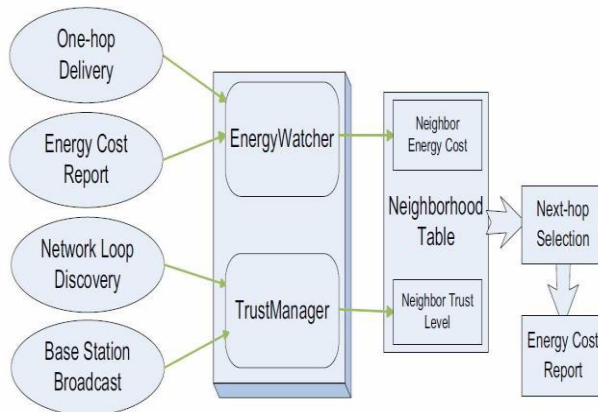 One-hop
Delivery
Energy Cost
Report
Network Loop
Discovery
Base Station
Broadcast
EnergyWatcher
TrustManager
Neighbor
Energy Cost
Neighborhood
Table
Neighbor Trust
Level
Next-hop
Selection
Energy Cost
Report